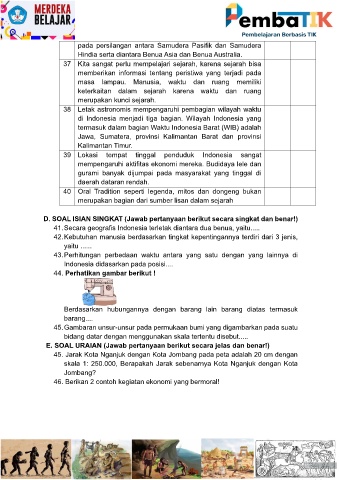 MERDEKA
BELAJAR
PembaTIK
Pembelajaran Berbasis TIK
pada persilangan antara Samudera Pasifik dan Samudera
Hindia serta diantara Benua Asia dan Benua Australia.
37 Kita sangat perlu mempelajari sejarah, karena sejarah bisa
memberikan informasi tentang peristiwa yang terjadi pada
masa lampau. Manusia, waktu dan ruang memiliki
keterkaitan dalam sejarah karena waktu dan ruang
merupakan kunci sejarah.
38 Letak astronomis mempengaruhi pembagian wilayah waktu
di Indonesia menjadi tiga bagian. Wilayah Indonesia yang
termasuk dalam bagian Waktu Indonesia Barat (WIB) adalah
Jawa, Sumatera, provinsi Kalimantan Barat dan provinsi
Kalimantan Timur.
39 Lokasi tempat tinggal penduduk Indonesia sangat
mempengaruhi aktifitas ekonomi mereka. Budidaya lele dan
gurami banyak dijumpai pada masyarakat yang tinggal di
daerah dataran rendah.
40 Oral Tradition seperti legenda, mitos dan dongeng bukan
merupakan bagian dari sumber lisan dalam sejarah
D. SOAL ISIAN SINGKAT (Jawab pertanyaan berikut secara singkat dan benar!)
41. Secara geografis Indonesia terletak diantara dua benua, yaitu.....
42. Kebutuhan manusia berdasarkan tingkat kepentingannya terdiri dari 3 jenis,
yaitu ......
43. Perhitungan perbedaan waktu antara yang satu dengan yang lainnya di
Indonesia didasarkan pada posisi....
44. Perhatikan gambar berikut !
Berdasarkan hubungannya dengan barang lain barang diatas termasuk
barang....
45. Gambaran unsur-unsur pada permukaan bumi yang digambarkan pada suatu
bidang datar dengan menggunakan skala tertentu disebut.....
E. SOAL URAIAN (Jawab pertanyaan berikut secara jelas dan benar!)
45. Jarak Kota Nganjuk dengan Kota Jombang pada peta adalah 20 cm dengan
skala 1: 250.000, Berapakah Jarak sebenarnya Kota Nganjuk dengan Kota
Jombang?
46. Berikan 2 contoh kegiatan ekonomi yang bermoral!